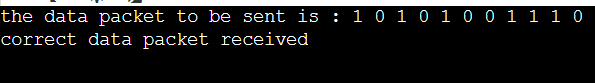 the data packet to be sent is : 1 0 1 0 1 0 0 1 1 1 0
correct data packet received